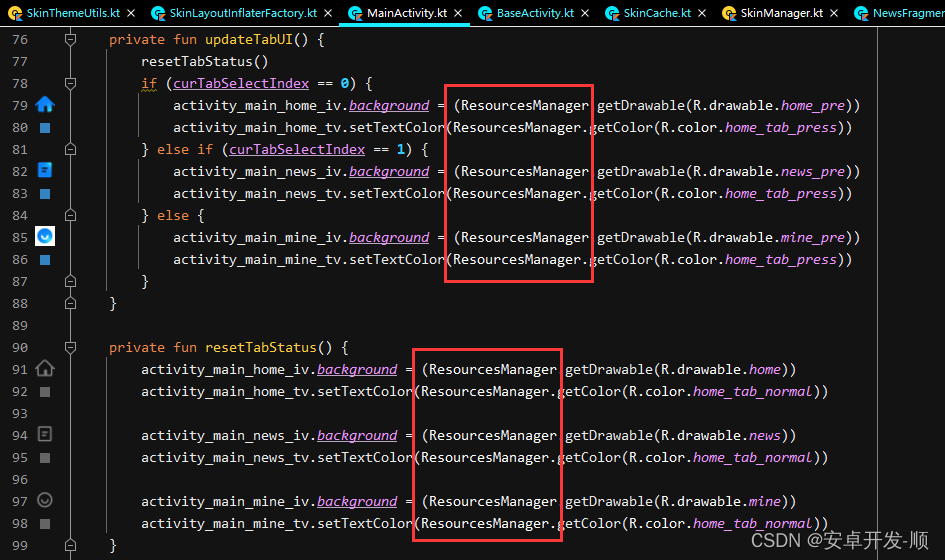 SkinThemeUtils.kt SkinLayoutInflaterFactory.kt MainActivity.kt BaseActivity.kt SkinCache.kt SkinManager.kt NewsFragmen
76 private fun updateTabUI() {
77 resetTabStatus()
78 if (curTabSelectIndex == 0) {
79 activity_main_home_iv.background = (ResourcesManager.getDrawable(R.drawable.home_pre))
80 activity_main_home_tv.setTextColor(ResourcesManager.getColor(R.color.home_tab_press))
81 } else if (curTabSelectIndex == 1) {
82 activity_main_news_iv.background = (ResourcesManager.getDrawable(R.drawable.news_pre))
83 activity_main_news_tv.setTextColor(ResourcesManager.getColor(R.color.home_tab_press))
84 } else {
85 activity_main_mine_iv.background = (ResourcesManager.getDrawable(R.drawable.mine_pre))
86 activity_main_mine_tv.setTextColor(ResourcesManager.getColor(R.color.home_tab_press))
87 }
88 }
89
90 private fun resetTabStatus() {
91 activity_main_home_iv.background = (ResourcesManager.getDrawable(R.drawable.home))
92 activity_main_home_tv.setTextColor(ResourcesManager.getColor(R.color.home_tab_normal))
93
94 activity_main_news_iv.background = (ResourcesManager.getDrawable(R.drawable.news))
95 activity_main_news_tv.setTextColor(ResourcesManager.getColor(R.color.home_tab_normal))
96
97 activity_main_mine_iv.background = (ResourcesManager.getDrawable(R.drawable.mine))
98 activity_main_mine_tv.setTextColor(ResourcesManager.getColor(R.color.home_tab_normal))
99 }
CSDN @安卓开发-顺